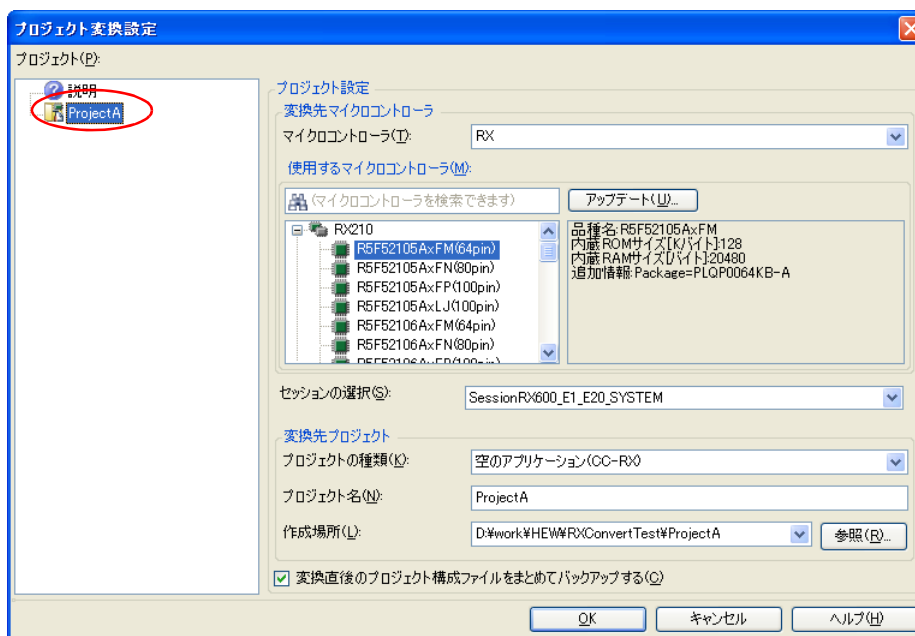 プロジェクト変換設定
プロジェクト(P):
説明
ProjectA
プロジェクト設定
変換先マイクロコントローラ
マイクロコントローラ(T):
RX
使用するマイクロコントローラ(M):
(マイクロコントローラを検索できます)
アップデート(U)...
RX210
R5F52105AxFM(64pin)
R5F52105AxFN(80pin)
R5F52105AxFP(100pin)
R5F52105AxLJ(100pin)
R5F52106AxFM(64pin)
R5F52106AxFN(80pin)
R5F52106AxFP(100pin)
品種名:R5F52105AxFM
内蔵ROMサイズ[Kバイト]:128
内蔵RAMサイズ[バイト]:20480
追加情報:Package=PLQP0064KB-A
セッションの選択(S):
SessionRX600_E1_E20_SYSTEM
変換先プロジェクト
プロジェクトの種類(K):
空のアプリケーション(CC-RX)
プロジェクト名(N):
ProjectA
作成場所(L):
D:¥work¥HEW¥RXConvertTest¥ProjectA
参照(R)...
変換直後のプロジェクト構成ファイルをまとめてバックアップする(C)
OK
キャンセル
ヘルプ(H)